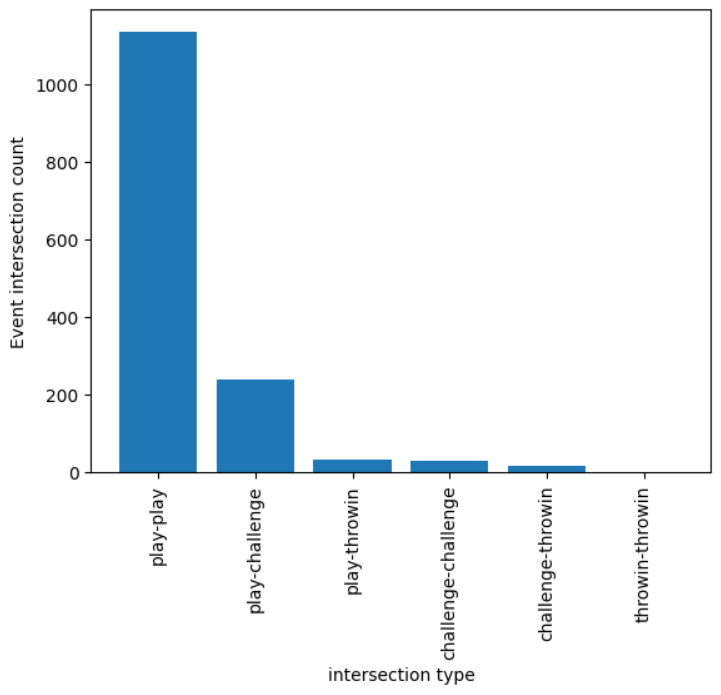 Event intersection count
1000
800
600
400
200
0
play-play
play-challenge
play-throwin
challenge-challenge
challenge-throwin
throwin-throwin
intersection type